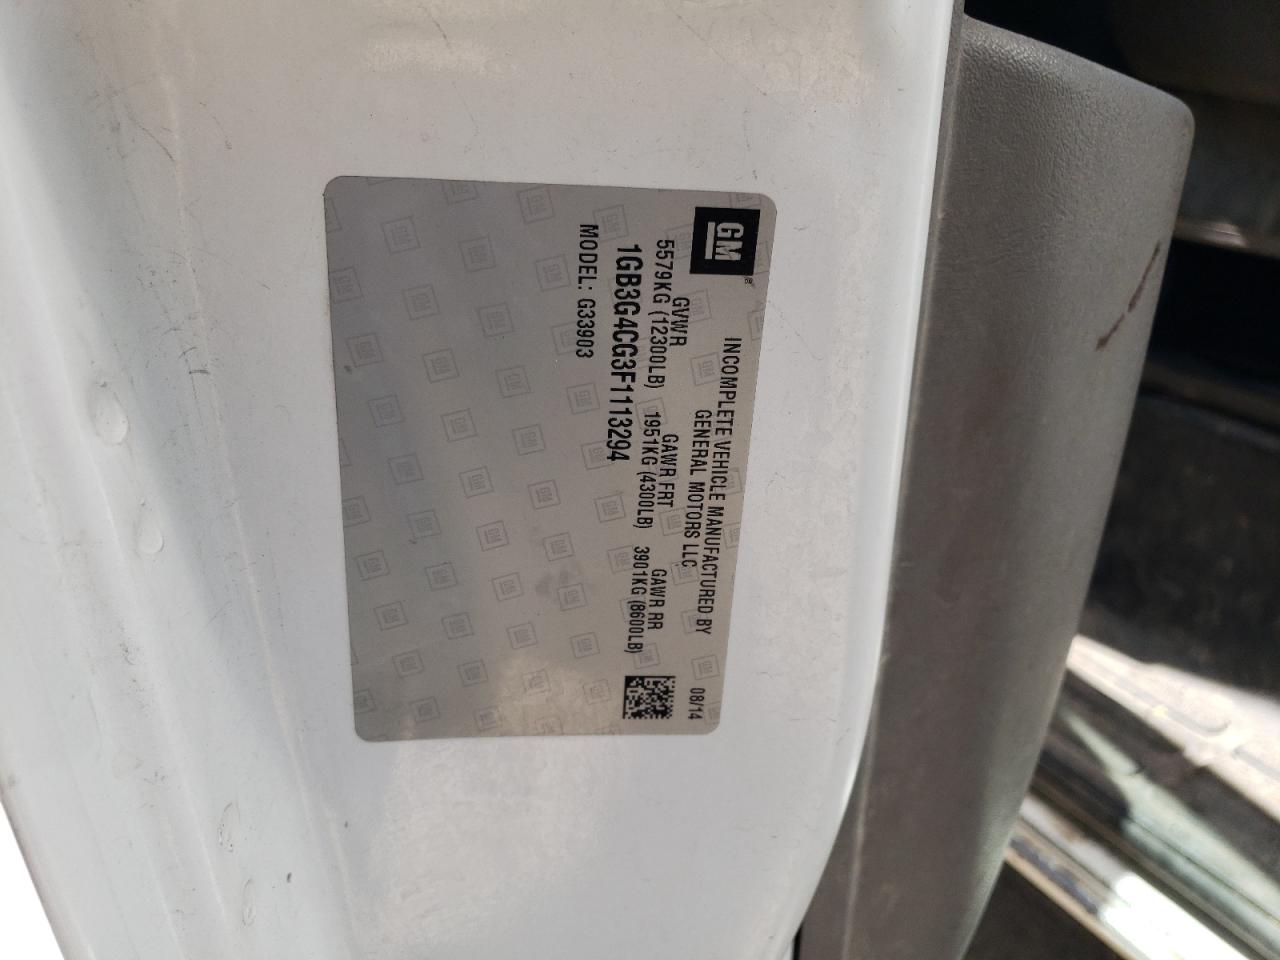 GM®
INCOMPLETE VEHICLE MANUFACTURED BY
GENERAL MOTORS LLC
08/14
GVWR GAWR FRT GAWR RR
5579KG (12300LB) 1951KG (4300LB) 3901KG (8600LB)
1GB3G4CG3F1113294
MODEL: G33903